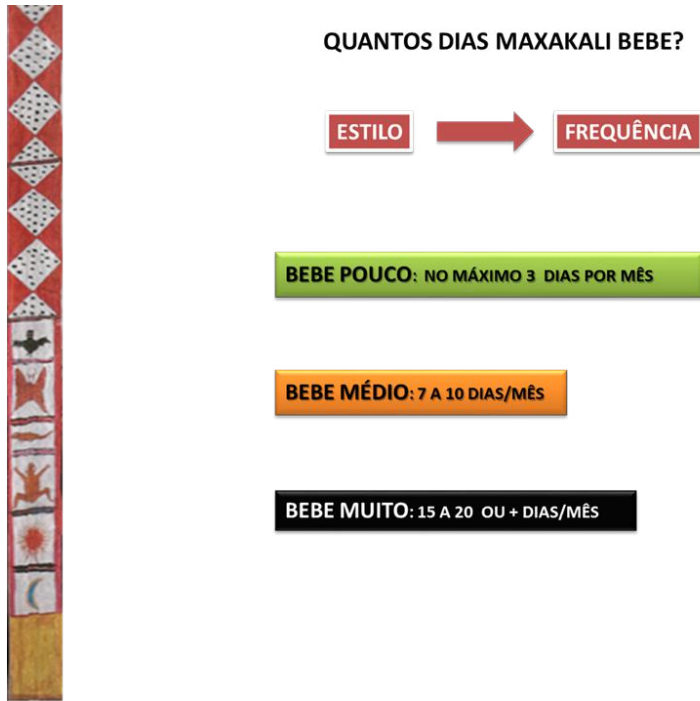 QUANTOS DIAS MAXAKALI BEBE?
ESTILO FREQUÊNCIA
BEBE POUCO: NO MÁXIMO 3 DIAS POR MÊS
BEBE MÉDIO: 7 A 10 DIAS/MÊS
BEBE MUITO: 15 A 20 OU + DIAS/MÊS